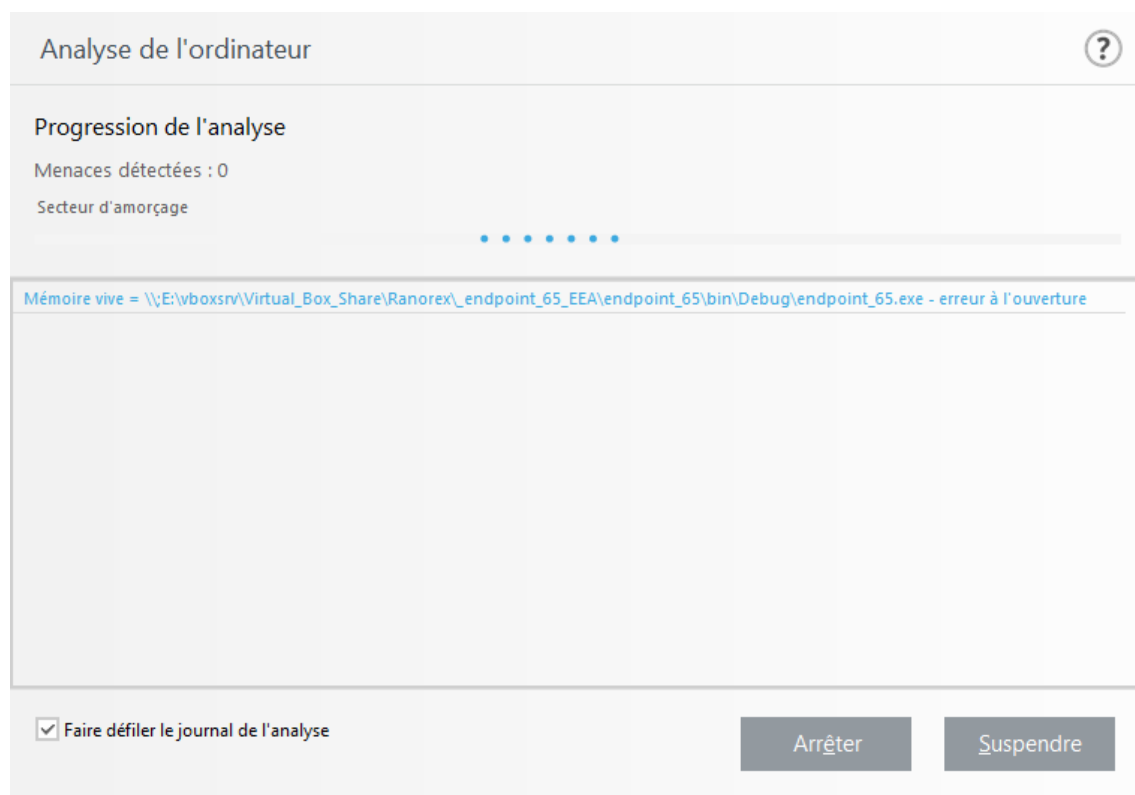 Analyse de l'ordinateur
?
Progression de l'analyse
Menaces détectées : 0
Secteur d'amorçage
Mémoire vive = \\;E:\vboxsrv\Virtual_Box_Share\Ranorex\_endpoint_65_EEA\endpoint_65\bin\Debug\endpoint_65.exe - erreur à l'ouverture
Faire défiler le journal de l'analyse
Arrêter
Suspendre